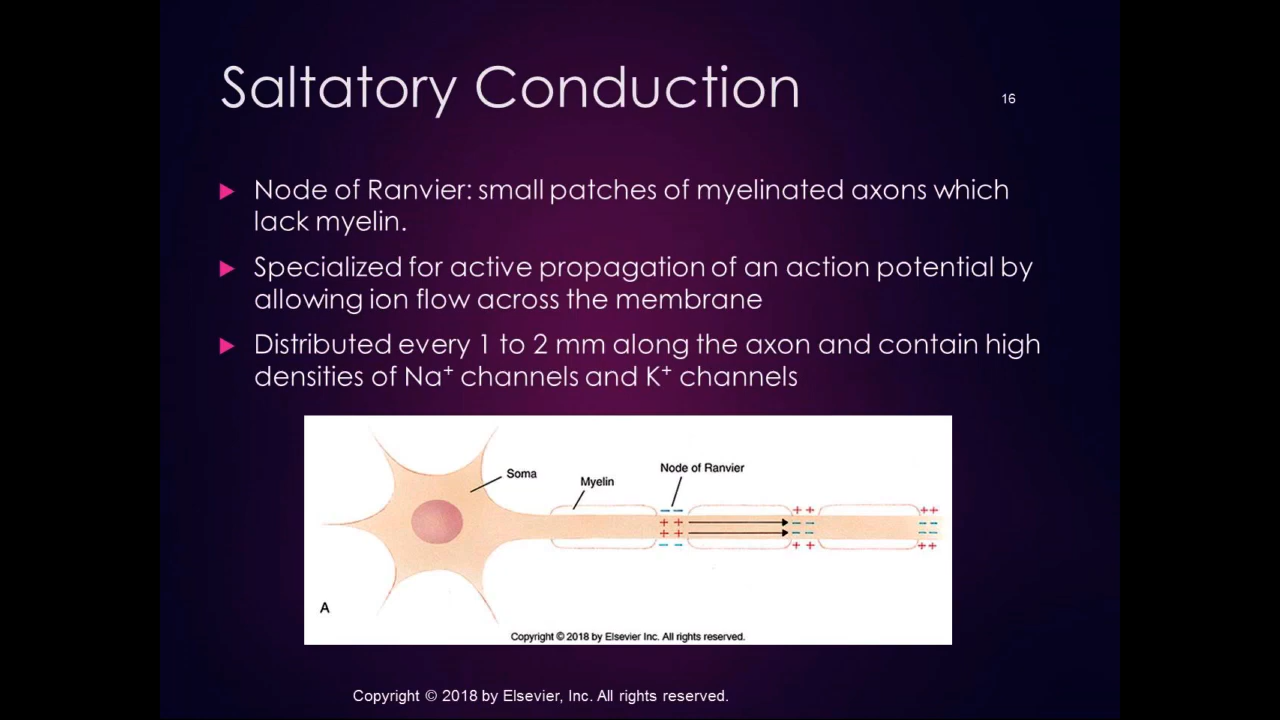 Saltatory Conduction
16
Node of Ranvier: small patches of myelinated axons which
lack myelin.
Specialized for active propagation of an action potential by
allowing ion flow across the membrane
Distributed every 1 to 2 mm along the axon and contain high
densities of Na⁺ channels and K⁺ channels
Soma
Myelin
Node of Ranvier
− −
+ +
+ +
− −
+ +
− −
− −
+ +
++
− −
− −
++
A
Copyright © 2018 by Elsevier Inc. All rights reserved.
Copyright © 2018 by Elsevier, Inc. All rights reserved.